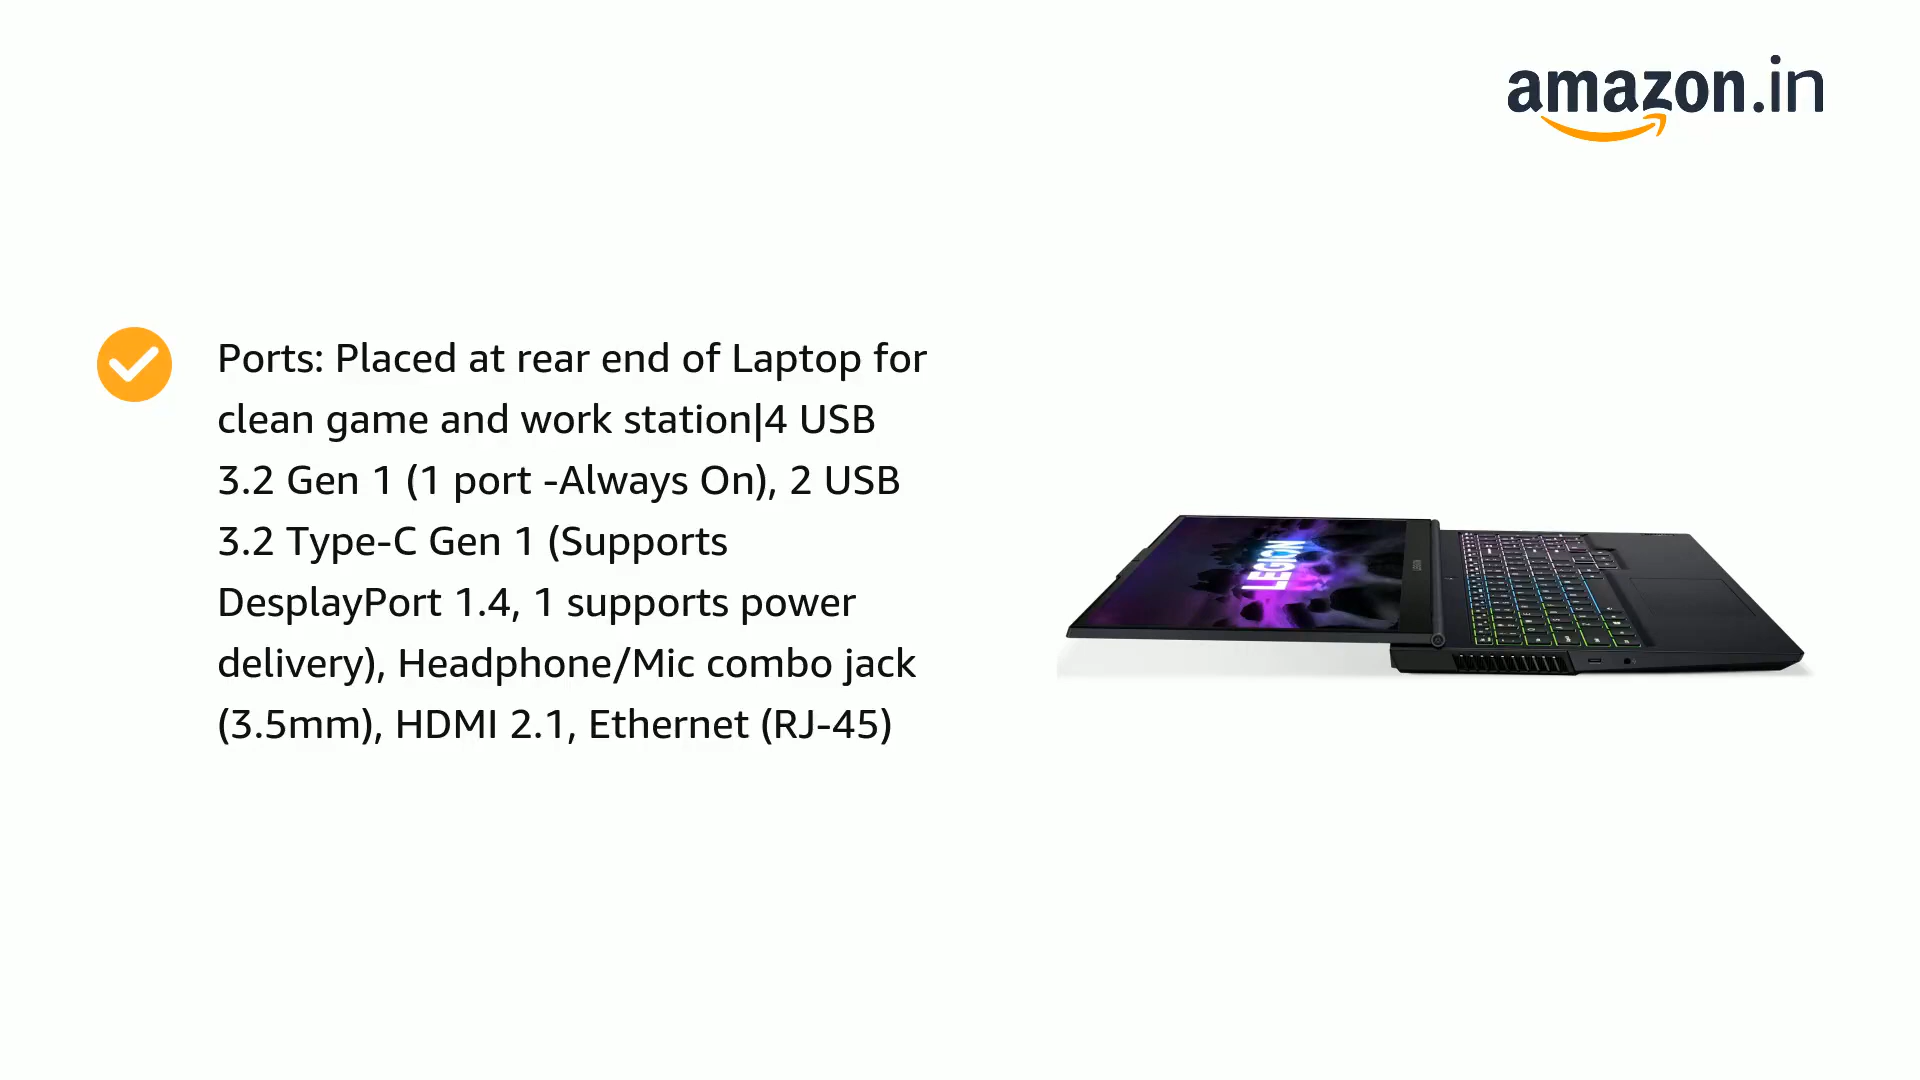 amazon.in
Ports: Placed at rear end of Laptop for
clean game and work station|4 USB
3.2 Gen 1 (1 port -Always On), 2 USB
3.2 Type-C Gen 1 (Supports
DesplayPort 1.4, 1 supports power
delivery), Headphone/Mic combo jack
(3.5mm), HDMI 2.1, Ethernet (RJ-45)
LEGION